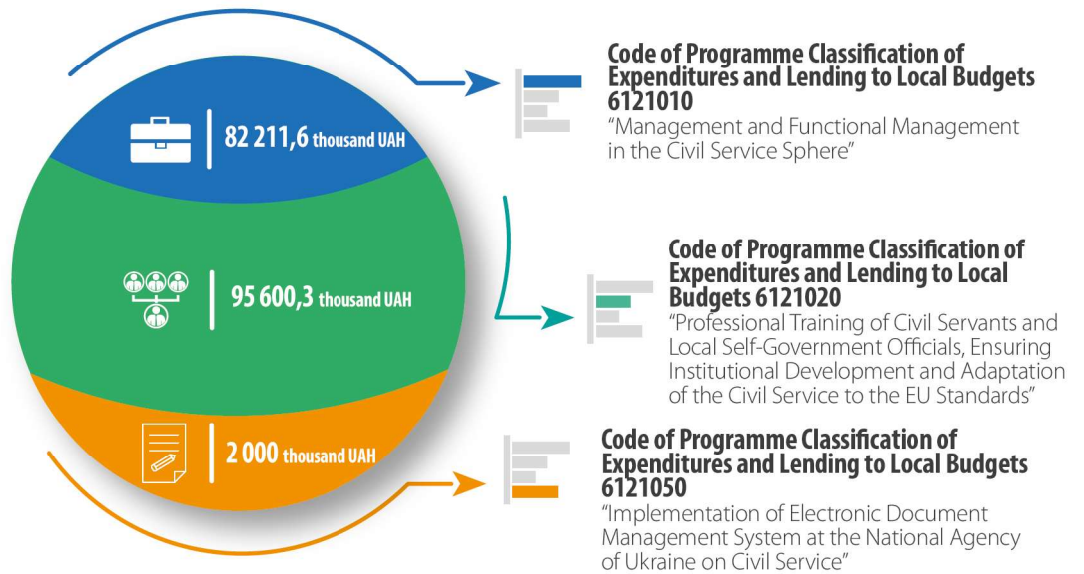 82 211,6 thousand UAH
Code of Programme Classification of
Expenditures and Lending to Local Budgets
6121010
“Management and Functional Management
in the Civil Service Sphere”
95 600,3 thousand UAH
Code of Programme Classification of
Expenditures and Lending to Local
Budgets 6121020
“Professional Training of Civil Servants and
Local Self-Government Officials, Ensuring
Institutional Development and Adaptation
of the Civil Service to the EU Standards”
2 000 thousand UAH
Code of Programme Classification of
Expenditures and Lending to Local Budgets
6121050
“Implementation of Electronic Document
Management System at the National Agency
of Ukraine on Civil Service”